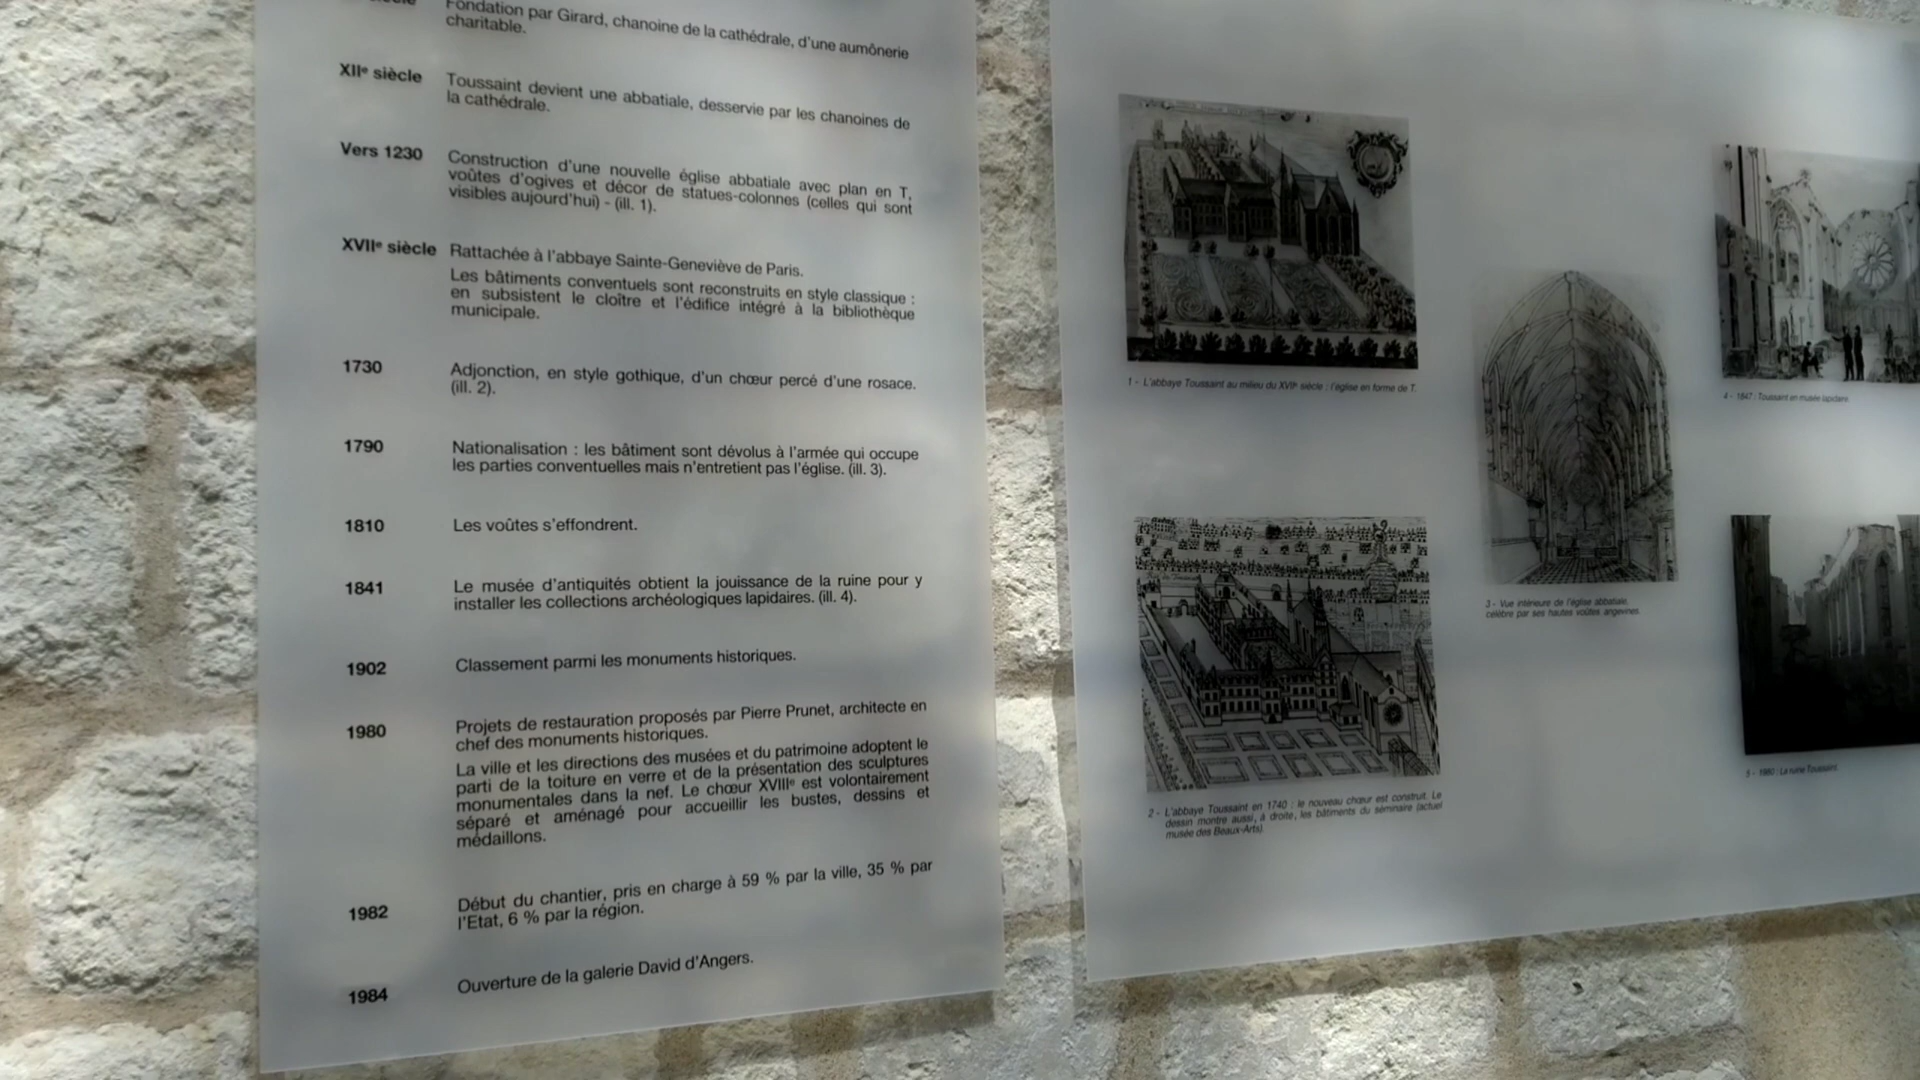 Fondation par Girard, chanoine de la cathédrale, d'une aumônerie
charitable.
XIIe siècle
Toussaint devient une abbatiale, desservie par les chanoines de
la cathédrale.
Vers 1230
Construction d'une nouvelle église abbatiale avec plan en T,
voûtes d'ogives et décor de statues-colonnes (celles qui sont
visibles aujourd'hui) - (ill. 1).
XVIIe siècle
Rattachée à l'abbaye Sainte-Geneviève de Paris.
Les bâtiments conventuels sont reconstruits en style classique :
en subsistent le cloître et l'édifice intégré à la bibliothèque
municipale.
1730
Adjonction, en style gothique, d'un chœur percé d'une rosace.
(ill. 2).
1790
Nationalisation : les bâtiment sont dévolus à l'armée qui occupe
les parties conventuelles mais n'entretient pas l'église. (ill. 3).
1810
Les voûtes s'effondrent.
1841
Le musée d'antiquités obtient la jouissance de la ruine pour y
installer les collections archéologiques lapidaires. (ill. 4).
1902
Classement parmi les monuments historiques.
1980
Projets de restauration proposés par Pierre Prunet, architecte en
chef des monuments historiques.
La ville et les directions des musées et du patrimoine adoptent le
parti de la toiture en verre et de la présentation des sculptures
monumentales dans la nef. Le chœur XVIIIe est volontairement
séparé et aménagé pour accueillir les bustes, dessins et
médaillons.
1982
Début du chantier, pris en charge à 59 % par la ville, 35 % par
l'Etat, 6 % par la région.
1984
Ouverture de la galerie David d'Angers.
1 - L'abbaye Toussaint au milieu du XVIIe siècle : l'église en forme de T.
2 - L'abbaye Toussaint en 1740 : le nouveau chœur est construit. Le
dessin montre aussi, à droite, les bâtiments du séminaire (actuel
musée des Beaux-Arts).
3 - Vue intérieure de l'église abbatiale,
célèbre par ses hautes voûtes angevines.
4 - 1847 : Toussaint en musée lapidaire.
5 - 1980 : La ruine Toussaint.